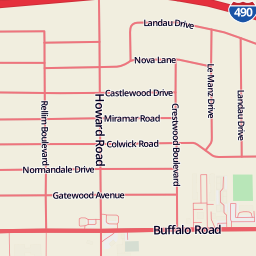 490
Landau Drive
Nova Lane
Le Manz Drive
Landau Drive
Castlewood Drive
Rellim Boulevard
Howard Road
Crestwood Boulevard
Miramar Road
Colwick Road
Normandale Drive
Gatewood Avenue
Buffalo Road